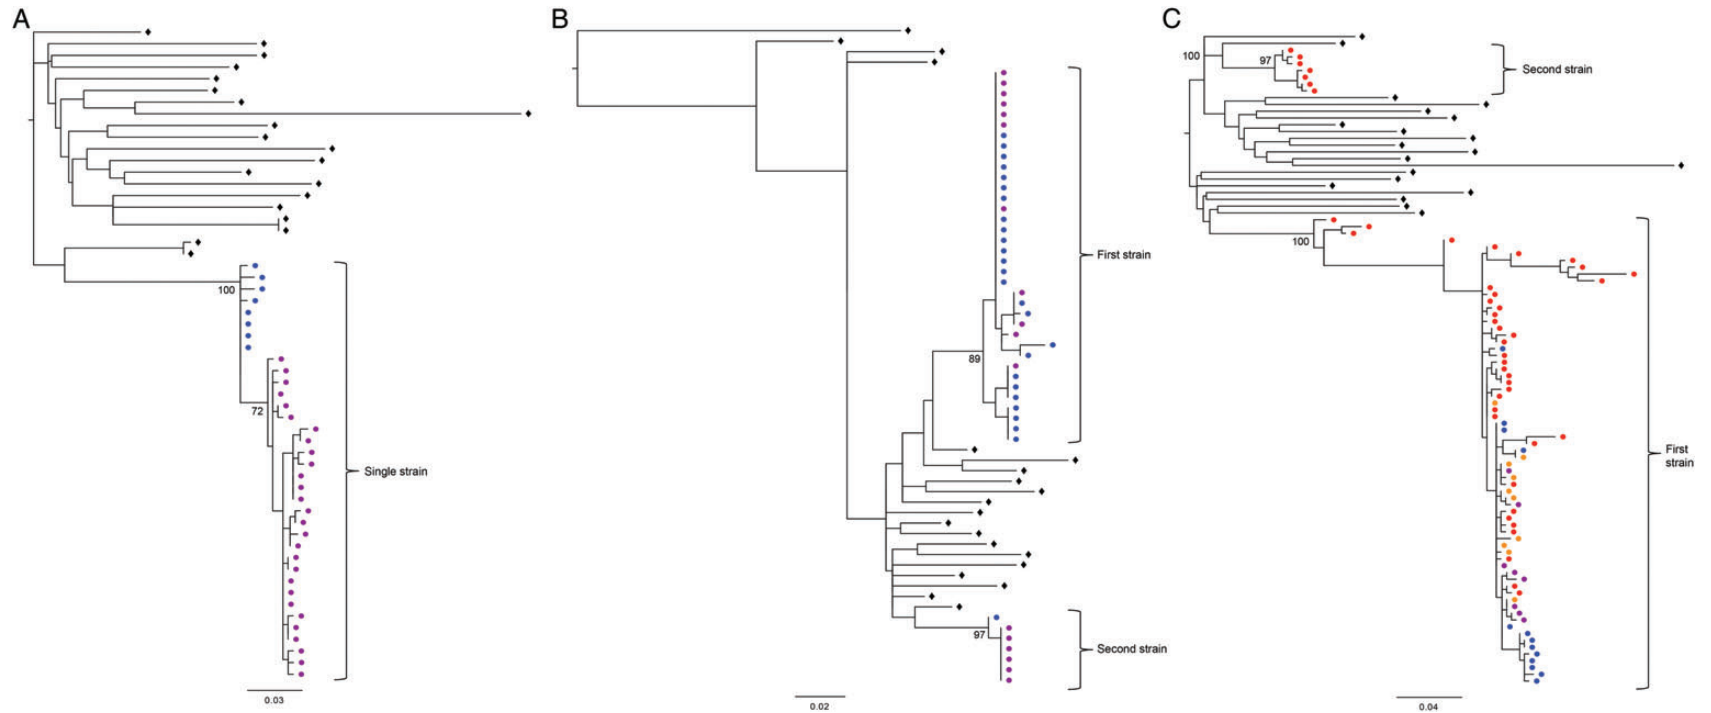 A
B
C
100
97
Second strain
100
100
72
Single strain
89
First strain
First
strain
97
Second strain
0.03
0.02
0.04